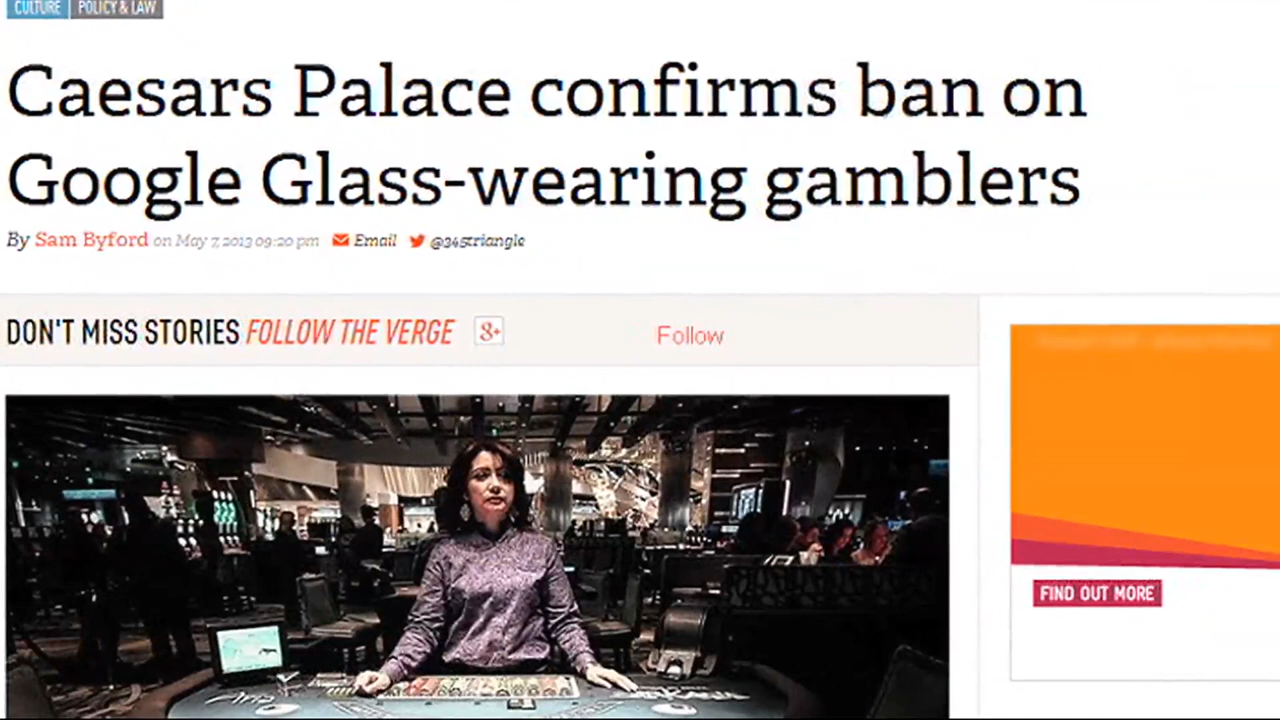 CULTURE POLICY & LAW
Caesars Palace confirms ban on
Google Glass-wearing gamblers
By Sam Byford on May 7, 2013 09:20 pm Email @345triangle
DON'T MISS STORIES FOLLOW THE VERGE 8+ Follow
FIND OUT MORE